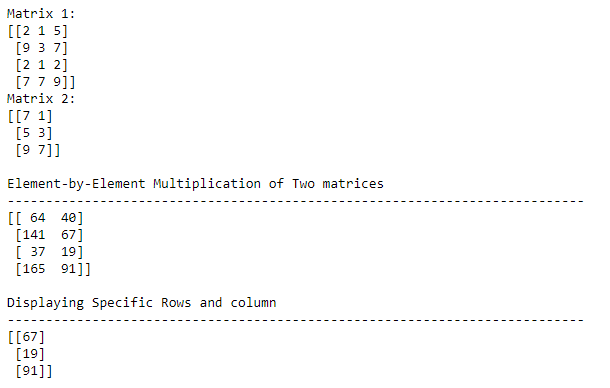 Matrix 1:
[[2 1 5]
 [9 3 7]
 [2 1 2]
 [7 7 9]]
Matrix 2:
[[7 1]
 [5 3]
 [9 7]]
Element-by-Element Multiplication of Two matrices
---------------------------------------------------------------------------
[[ 64  40]
 [141  67]
 [ 37  19]
 [165  91]]
Displaying Specific Rows and column
---------------------------------------------------------------------------
[[67]
 [19]
 [91]]